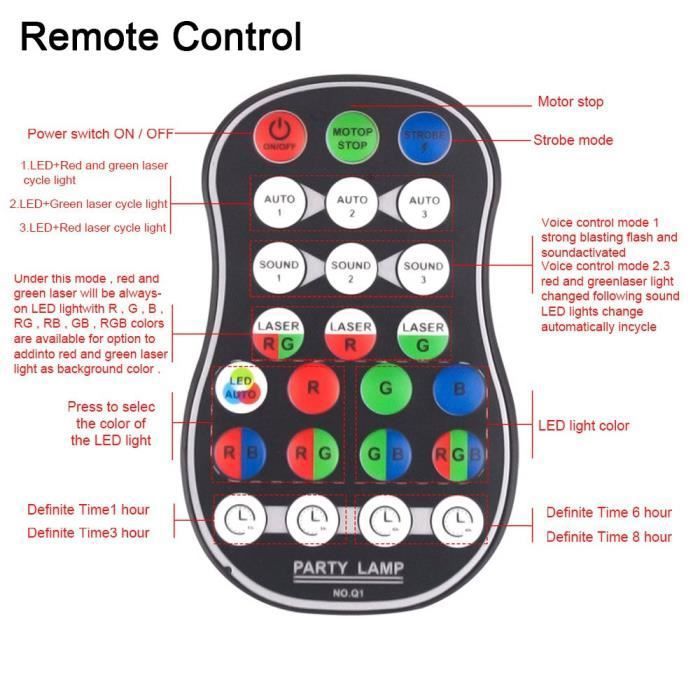 Remote Control
Motor stop
Power switch ON / OFF
Strobe mode
ON/OFF
MOTOP
STOP
STROBE
1.LED+Red and green laser
cycle light
2.LED+Green laser cycle light
3.LED+Red laser cycle light
AUTO
1
AUTO
2
AUTO
3
SOUND
1
SOUND
2
SOUND
3
Voice control mode 1
strong blasting flash and
soundactivated
Voice control mode 2.3
red and greenlaser light
changed following sound
LED lights change
automatically incycle
Under this mode , red and
green laser will be always-
on LED lightwith R , G , B ,
RG , RB , GB , RGB colors
are available for option to
addinto red and green laser
light as background color .
LASER
R G
LASER
R
LASER
G
LED
AUTO
R
G
B
Press to selec
the color of
the LED light
LED light color
R B
R G
G B
R G B
Definite Time1 hour
Definite Time3 hour
Definite Time 6 hour
Definite Time 8 hour
PARTY LAMP
NO.Q1